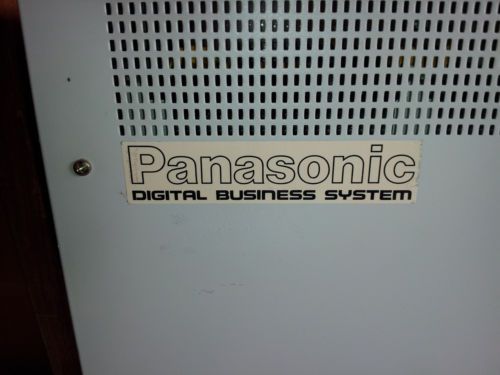 Panasonic
DIGITAL BUSINESS SYSTEM